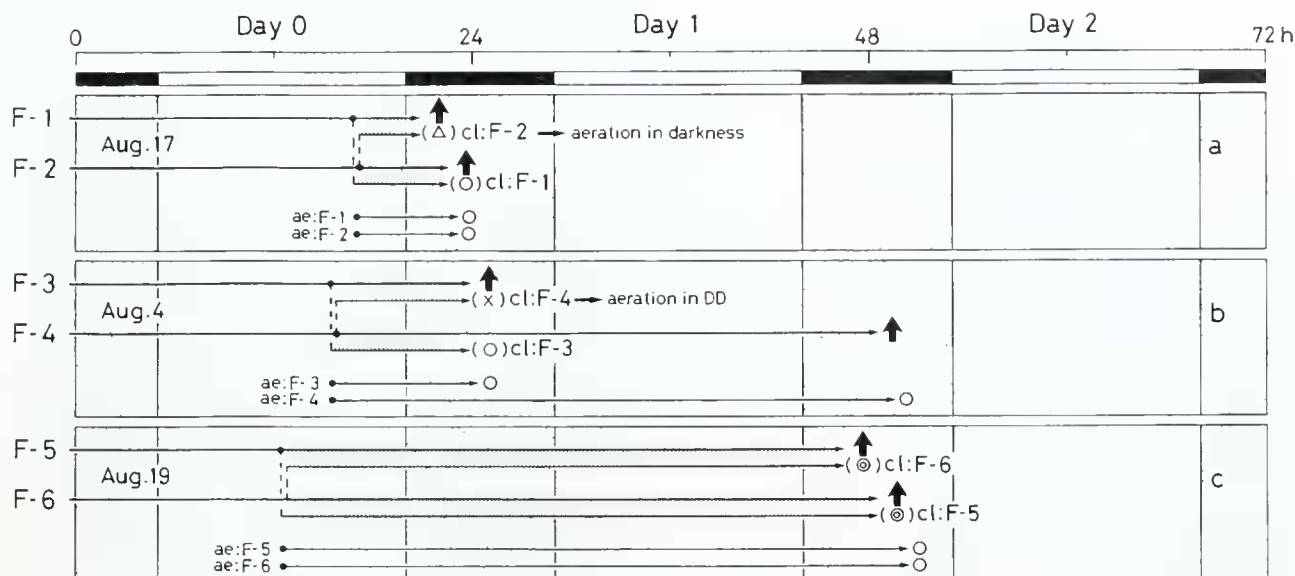 Day 0 Day 1 Day 2
0 24 48 72 h
F-1
(△) cl:F-2 → aeration in darkness
Aug.17 a
F-2
(○) cl:F-1
ae:F-1 ○
ae:F-2 ○
F-3
(x) cl:F-4 → aeration in DD
Aug.4 b
F-4
(○) cl:F-3
ae:F-3 ○
ae:F-4 ○
F-5
(◎) cl:F-6
Aug.19 c
F-6
(◎) cl:F-5
ae:F-5 ○
ae:F-6 ○